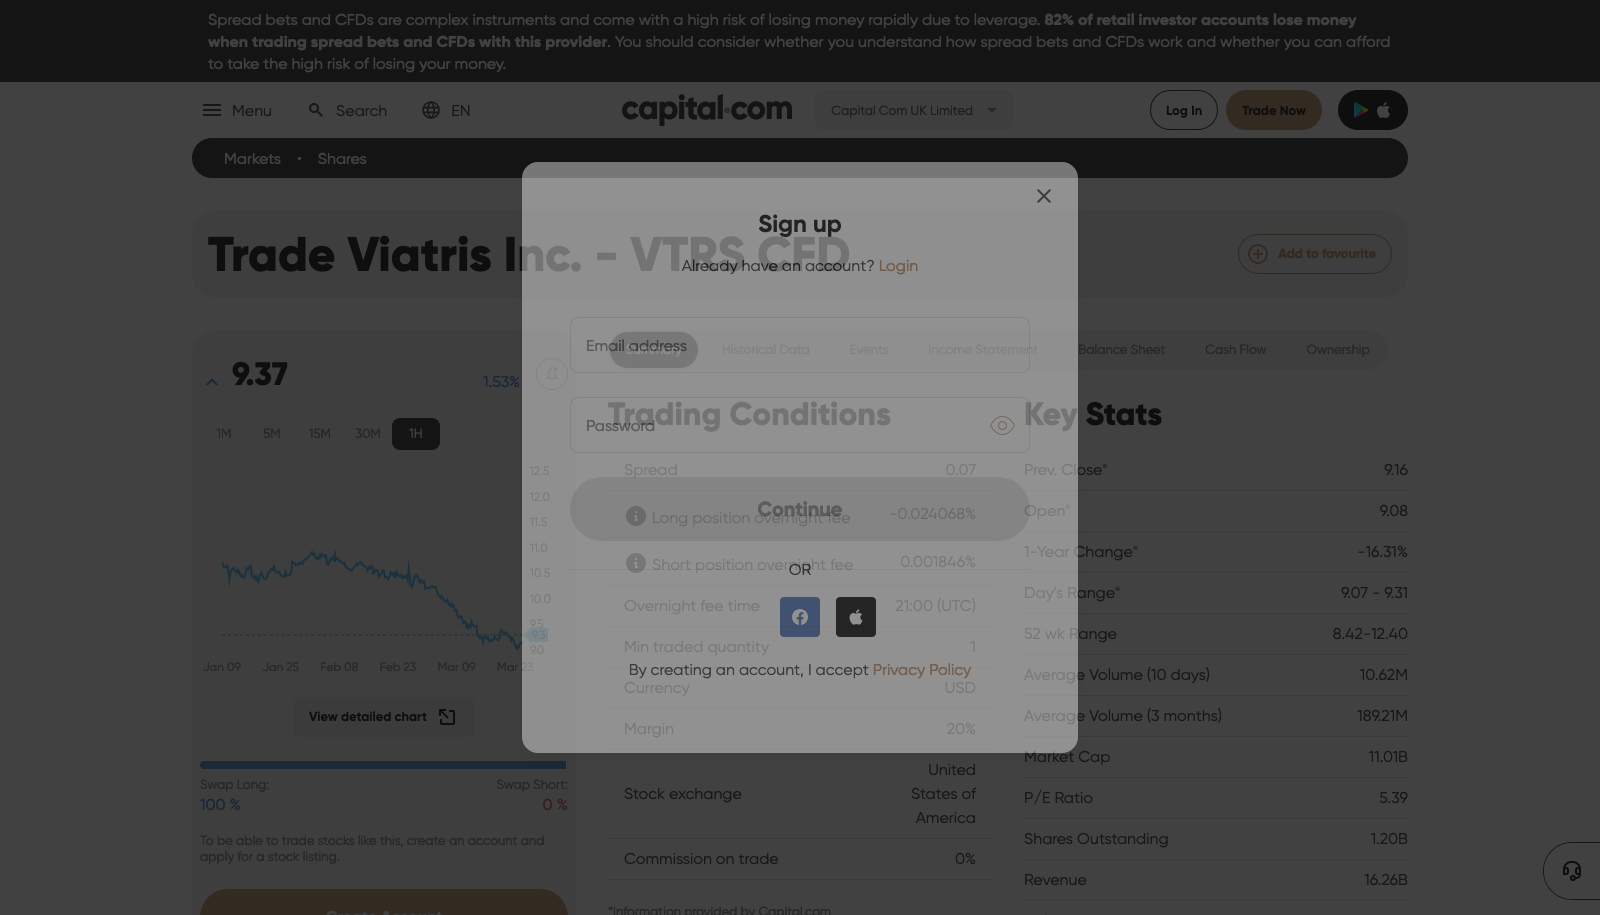 Spread bets and CFDs are complex instruments and come with a high risk of losing money rapidly due to leverage. 82% of retail investor accounts lose money
when trading spread bets and CFDs with this provider. You should consider whether you understand how spread bets and CFDs work and whether you can afford
to take the high risk of losing your money.
Menu
Search
EN
capital.com
Capital Com UK Limited
Log In
Trade Now
Markets • Shares
Trade Viatris Inc. - VTRS CFD
Add to favourite
Sign up
Already have an account? Login
Email address
Password
Continue
OR
By creating an account, I accept Privacy Policy
9.37
1.53%
1M
5M
15M
30M
1H
12.5
12.0
11.5
11.0
10.5
10.0
9.5
9.3
9.0
Jan 09
Jan 25
Feb 08
Feb 23
Mar 09
Mar 23
View detailed chart
Swap Long:
Swap Short:
100 %
0 %
To be able to trade stocks like this, create an account and
apply for a stock listing.
Create Account
Summary
Historical Data
Events
Income Statement
Balance Sheet
Cash Flow
Ownership
Trading Conditions
Spread 0.07
Long position overnight fee -0.024068%
Short position overnight fee 0.001846%
Overnight fee time 21:00 (UTC)
Min traded quantity 1
Currency USD
Margin 20%
Stock exchange United
States of
America
Commission on trade 0%
*Information provided by Capital.com
Key Stats
Prev. Close* 9.16
Open* 9.08
1-Year Change* -16.31%
Day's Range* 9.07 - 9.31
52 wk Range 8.42-12.40
Average Volume (10 days) 10.62M
Average Volume (3 months) 189.21M
Market Cap 11.01B
P/E Ratio 5.39
Shares Outstanding 1.20B
Revenue 16.26B